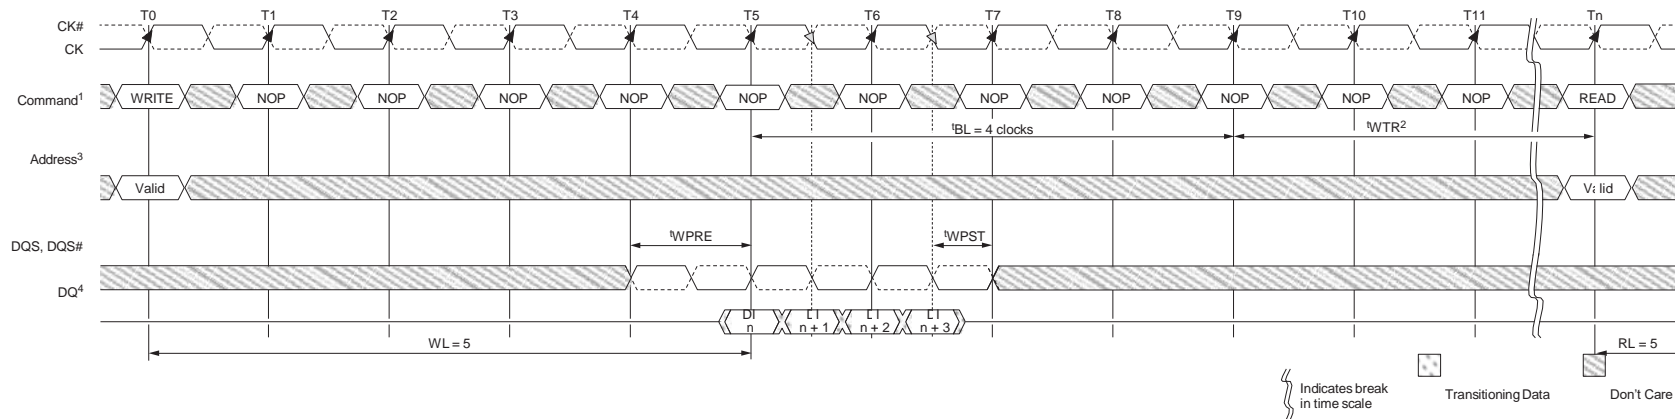 T0 T1 T2 T3 T4 T5 T6 T7 T8 T9 T10 T11 Tn
CK#
CK
Command1 WRITE NOP NOP NOP NOP NOP NOP NOP NOP NOP NOP NOP READ
tBL = 4 clocks tWTR2
Address3
Valid Valid
DQS, DQS# tWPRE tWPST
DQ4
DI n n + 1 n + 2 n + 3
WL = 5 RL = 5
Indicates break
in time scale
Transitioning Data Don't Care